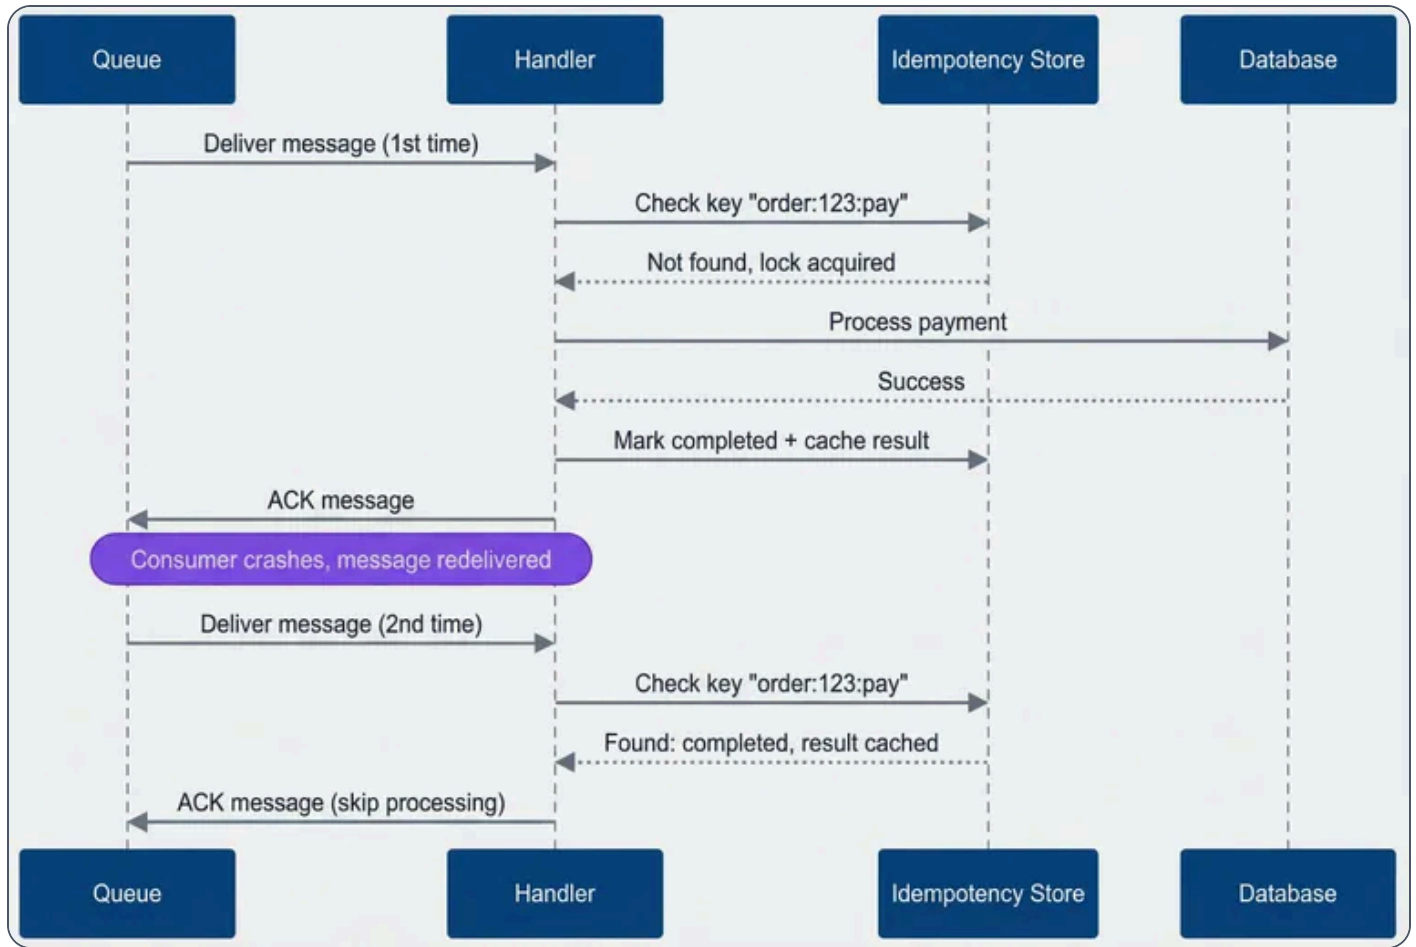 Queue
Handler
Idempotency Store
Database
Deliver message (1st time)
Check key "order:123:pay"
Not found, lock acquired
Process payment
Success
Mark completed + cache result
ACK message
Consumer crashes, message redelivered
Deliver message (2nd time)
Check key "order:123:pay"
Found: completed, result cached
ACK message (skip processing)
Queue
Handler
Idempotency Store
Database